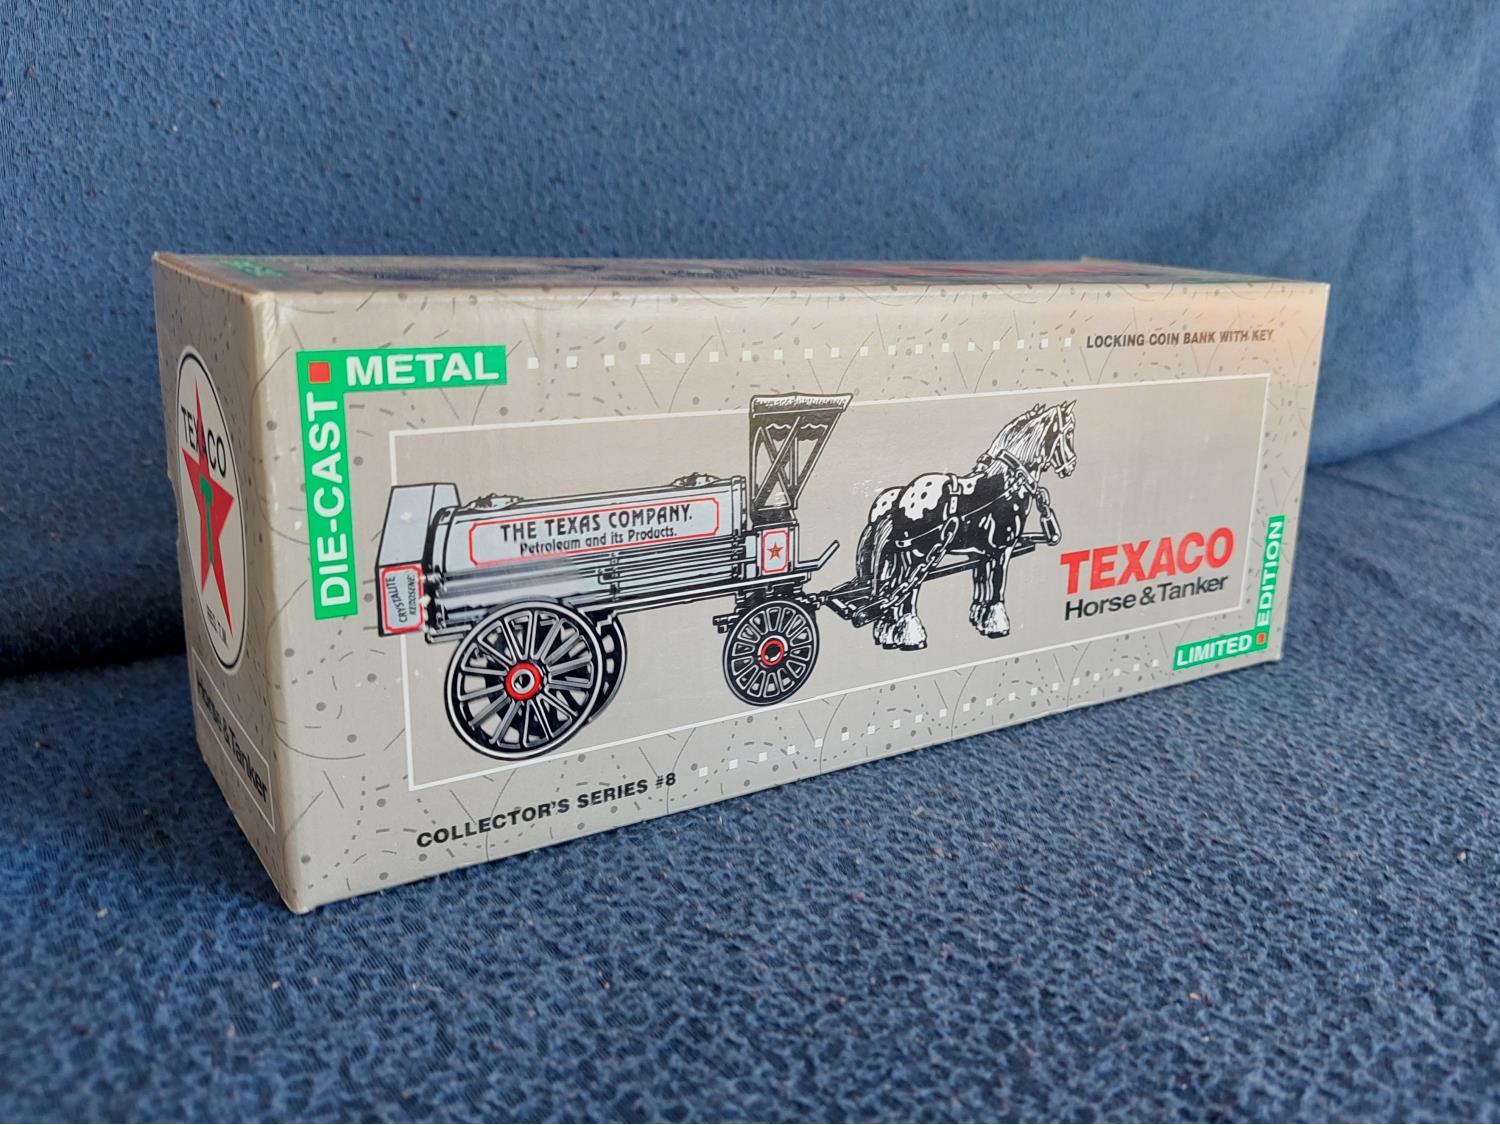 METAL
DIE-CAST
LOCKING COIN BANK WITH KEY
THE TEXAS COMPANY.
Petroleum and its Products.
CRYSTALITE
KEROSENE
TEXACO
Horse & Tanker
LIMITED
EDITION
COLLECTOR'S SERIES #8
TEXACO
T
Horse & Tanker